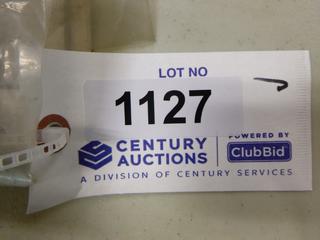 LOT NO
1127
CENTURY AUCTIONS
POWERED BY
ClubBid
A DIVISION OF CENTURY SERVICES